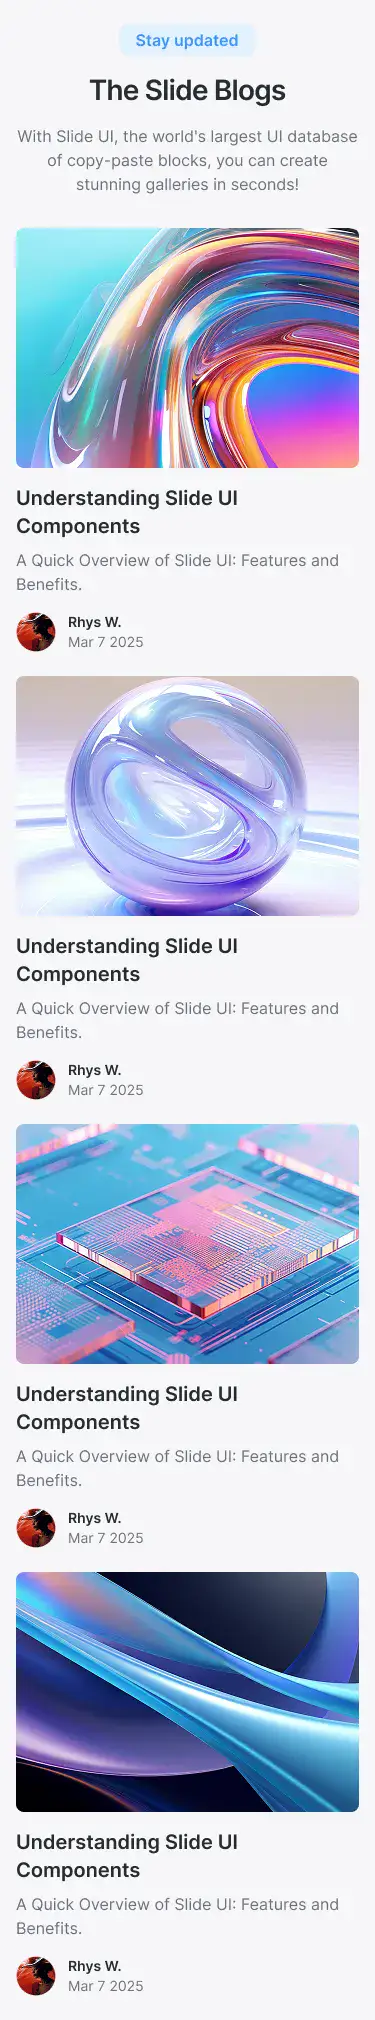 Stay updated
The Slide Blogs
With Slide UI, the world's largest UI database
of copy-paste blocks, you can create
stunning galleries in seconds!
Understanding Slide UI
Components
A Quick Overview of Slide UI: Features and
Benefits.
Rhys W.
Mar 7 2025
Understanding Slide UI
Components
A Quick Overview of Slide UI: Features and
Benefits.
Rhys W.
Mar 7 2025
Understanding Slide UI
Components
A Quick Overview of Slide UI: Features and
Benefits.
Rhys W.
Mar 7 2025
Understanding Slide UI
Components
A Quick Overview of Slide UI: Features and
Benefits.
Rhys W.
Mar 7 2025